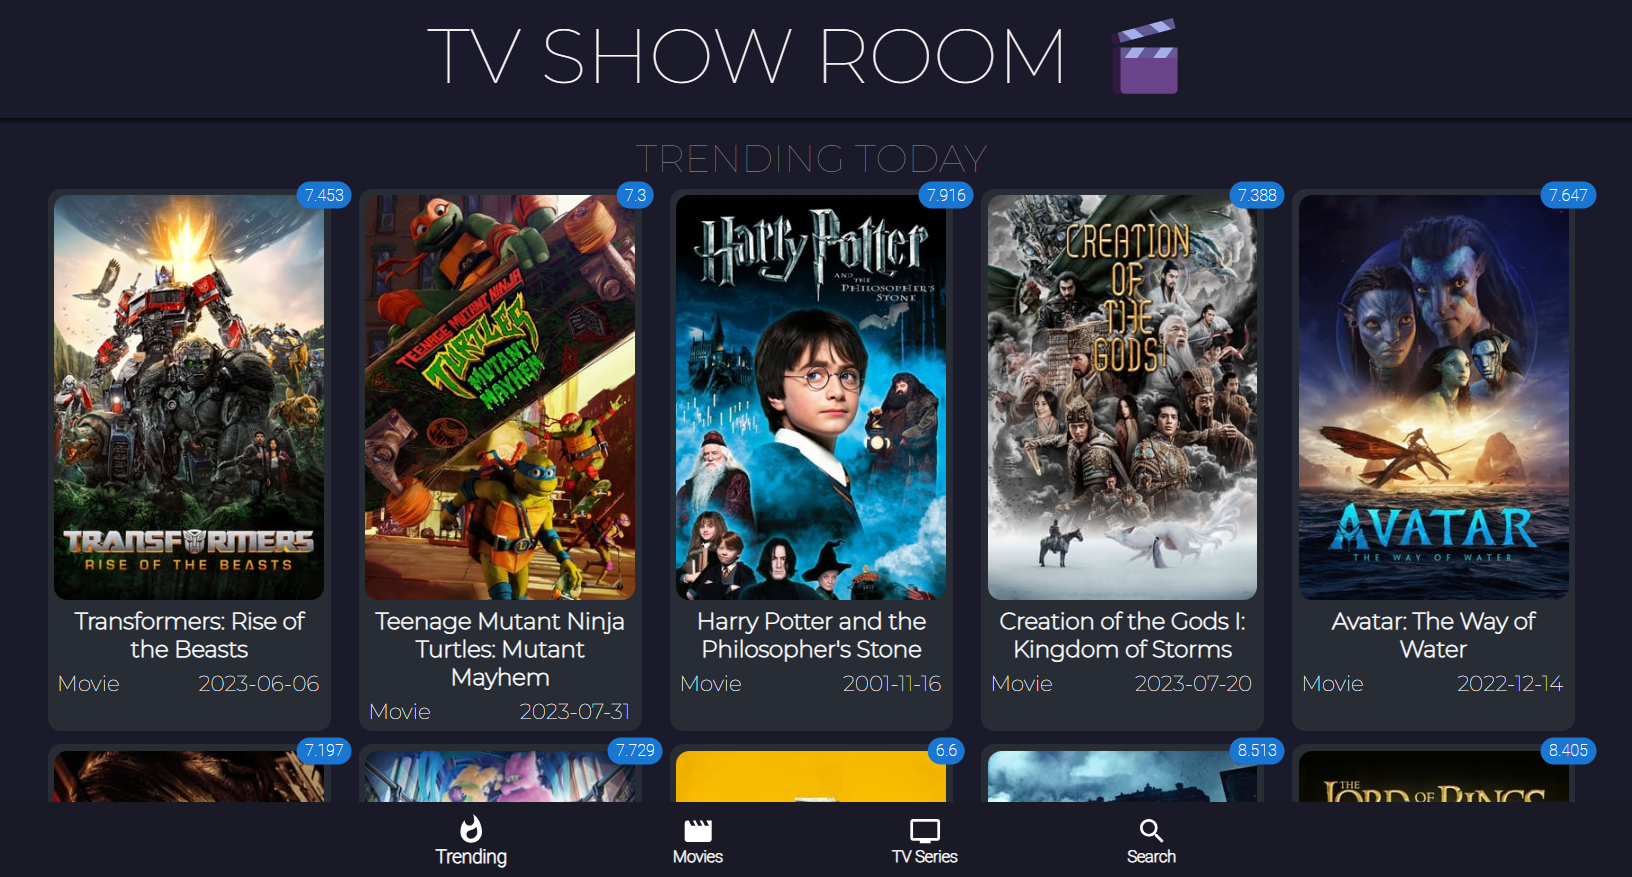 TV SHOW ROOM
TRENDING TODAY
7.453
7.3
7.916
7.388
7.647
TRANSFORMERS
RISE OF THE BEASTS
TEENAGE MUTANT NINJA
TURTLES
MUTANT
MAYHEM
Harry Potter
AND THE
PHILOSOPHER'S
STONE
CREATION
OF
THE
GODS I
AVATAR
THE WAY OF WATER
Transformers: Rise of
the Beasts
Movie 2023-06-06
Teenage Mutant Ninja
Turtles: Mutant
Mayhem
Movie 2023-07-31
Harry Potter and the
Philosopher's Stone
Movie 2001-11-16
Creation of the Gods I:
Kingdom of Storms
Movie 2023-07-20
Avatar: The Way of
Water
Movie 2022-12-14
7.197
7.729
6.6
8.513
8.405
THE
LORD OF RINGS
Trending
Movies
TV Series
Search